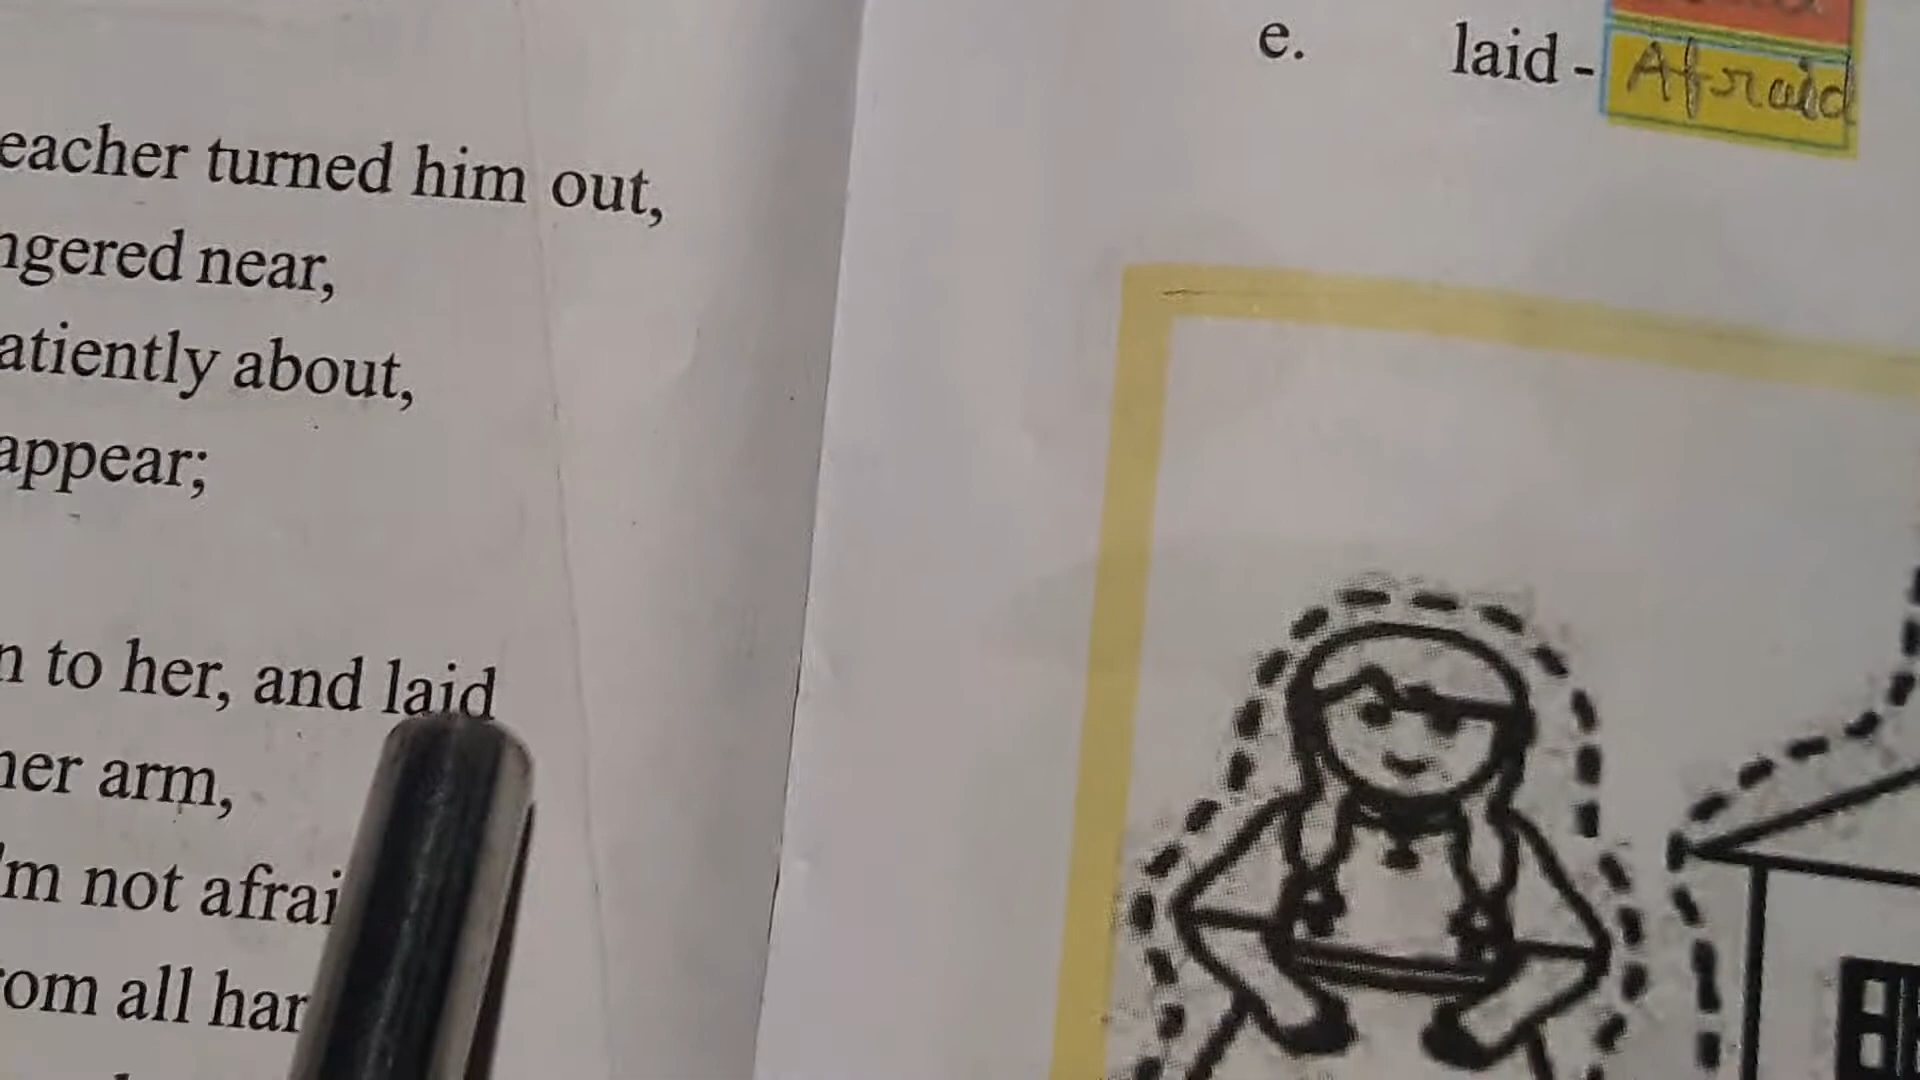 eacher turned him out,
ngered near,
atiently about,
appear;
n to her, and laid
her arm,
I'm not afrai
rom all har
e. laid - Afraid